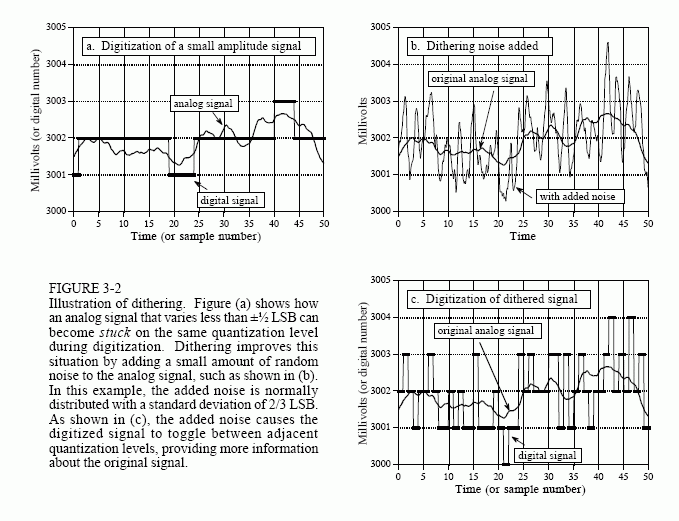 a. Digitization of a small amplitude signal
Millivolts (or digital number)
3005
3004
3003
3002
3001
3000
analog signal
digital signal
0 5 10 15 20 25 30 35 40 45 50
Time (or sample number)
b. Dithering noise added
Millivolts
3005
3004
3003
3002
3001
3000
original analog signal
with added noise
0 5 10 15 20 25 30 35 40 45 50
Time
FIGURE 3-2
Illustration of dithering. Figure (a) shows how
an analog signal that varies less than ±½ LSB can
become stuck on the same quantization level
during digitization. Dithering improves this
situation by adding a small amount of random
noise to the analog signal, such as shown in (b).
In this example, the added noise is normally
distributed with a standard deviation of 2/3 LSB.
As shown in (c), the added noise causes the
digitized signal to toggle between adjacent
quantization levels, providing more information
about the original signal.
c. Digitization of dithered signal
Millivolts (or digital number)
3005
3004
3003
3002
3001
3000
original analog signal
digital signal
0 5 10 15 20 25 30 35 40 45 50
Time (or sample number)